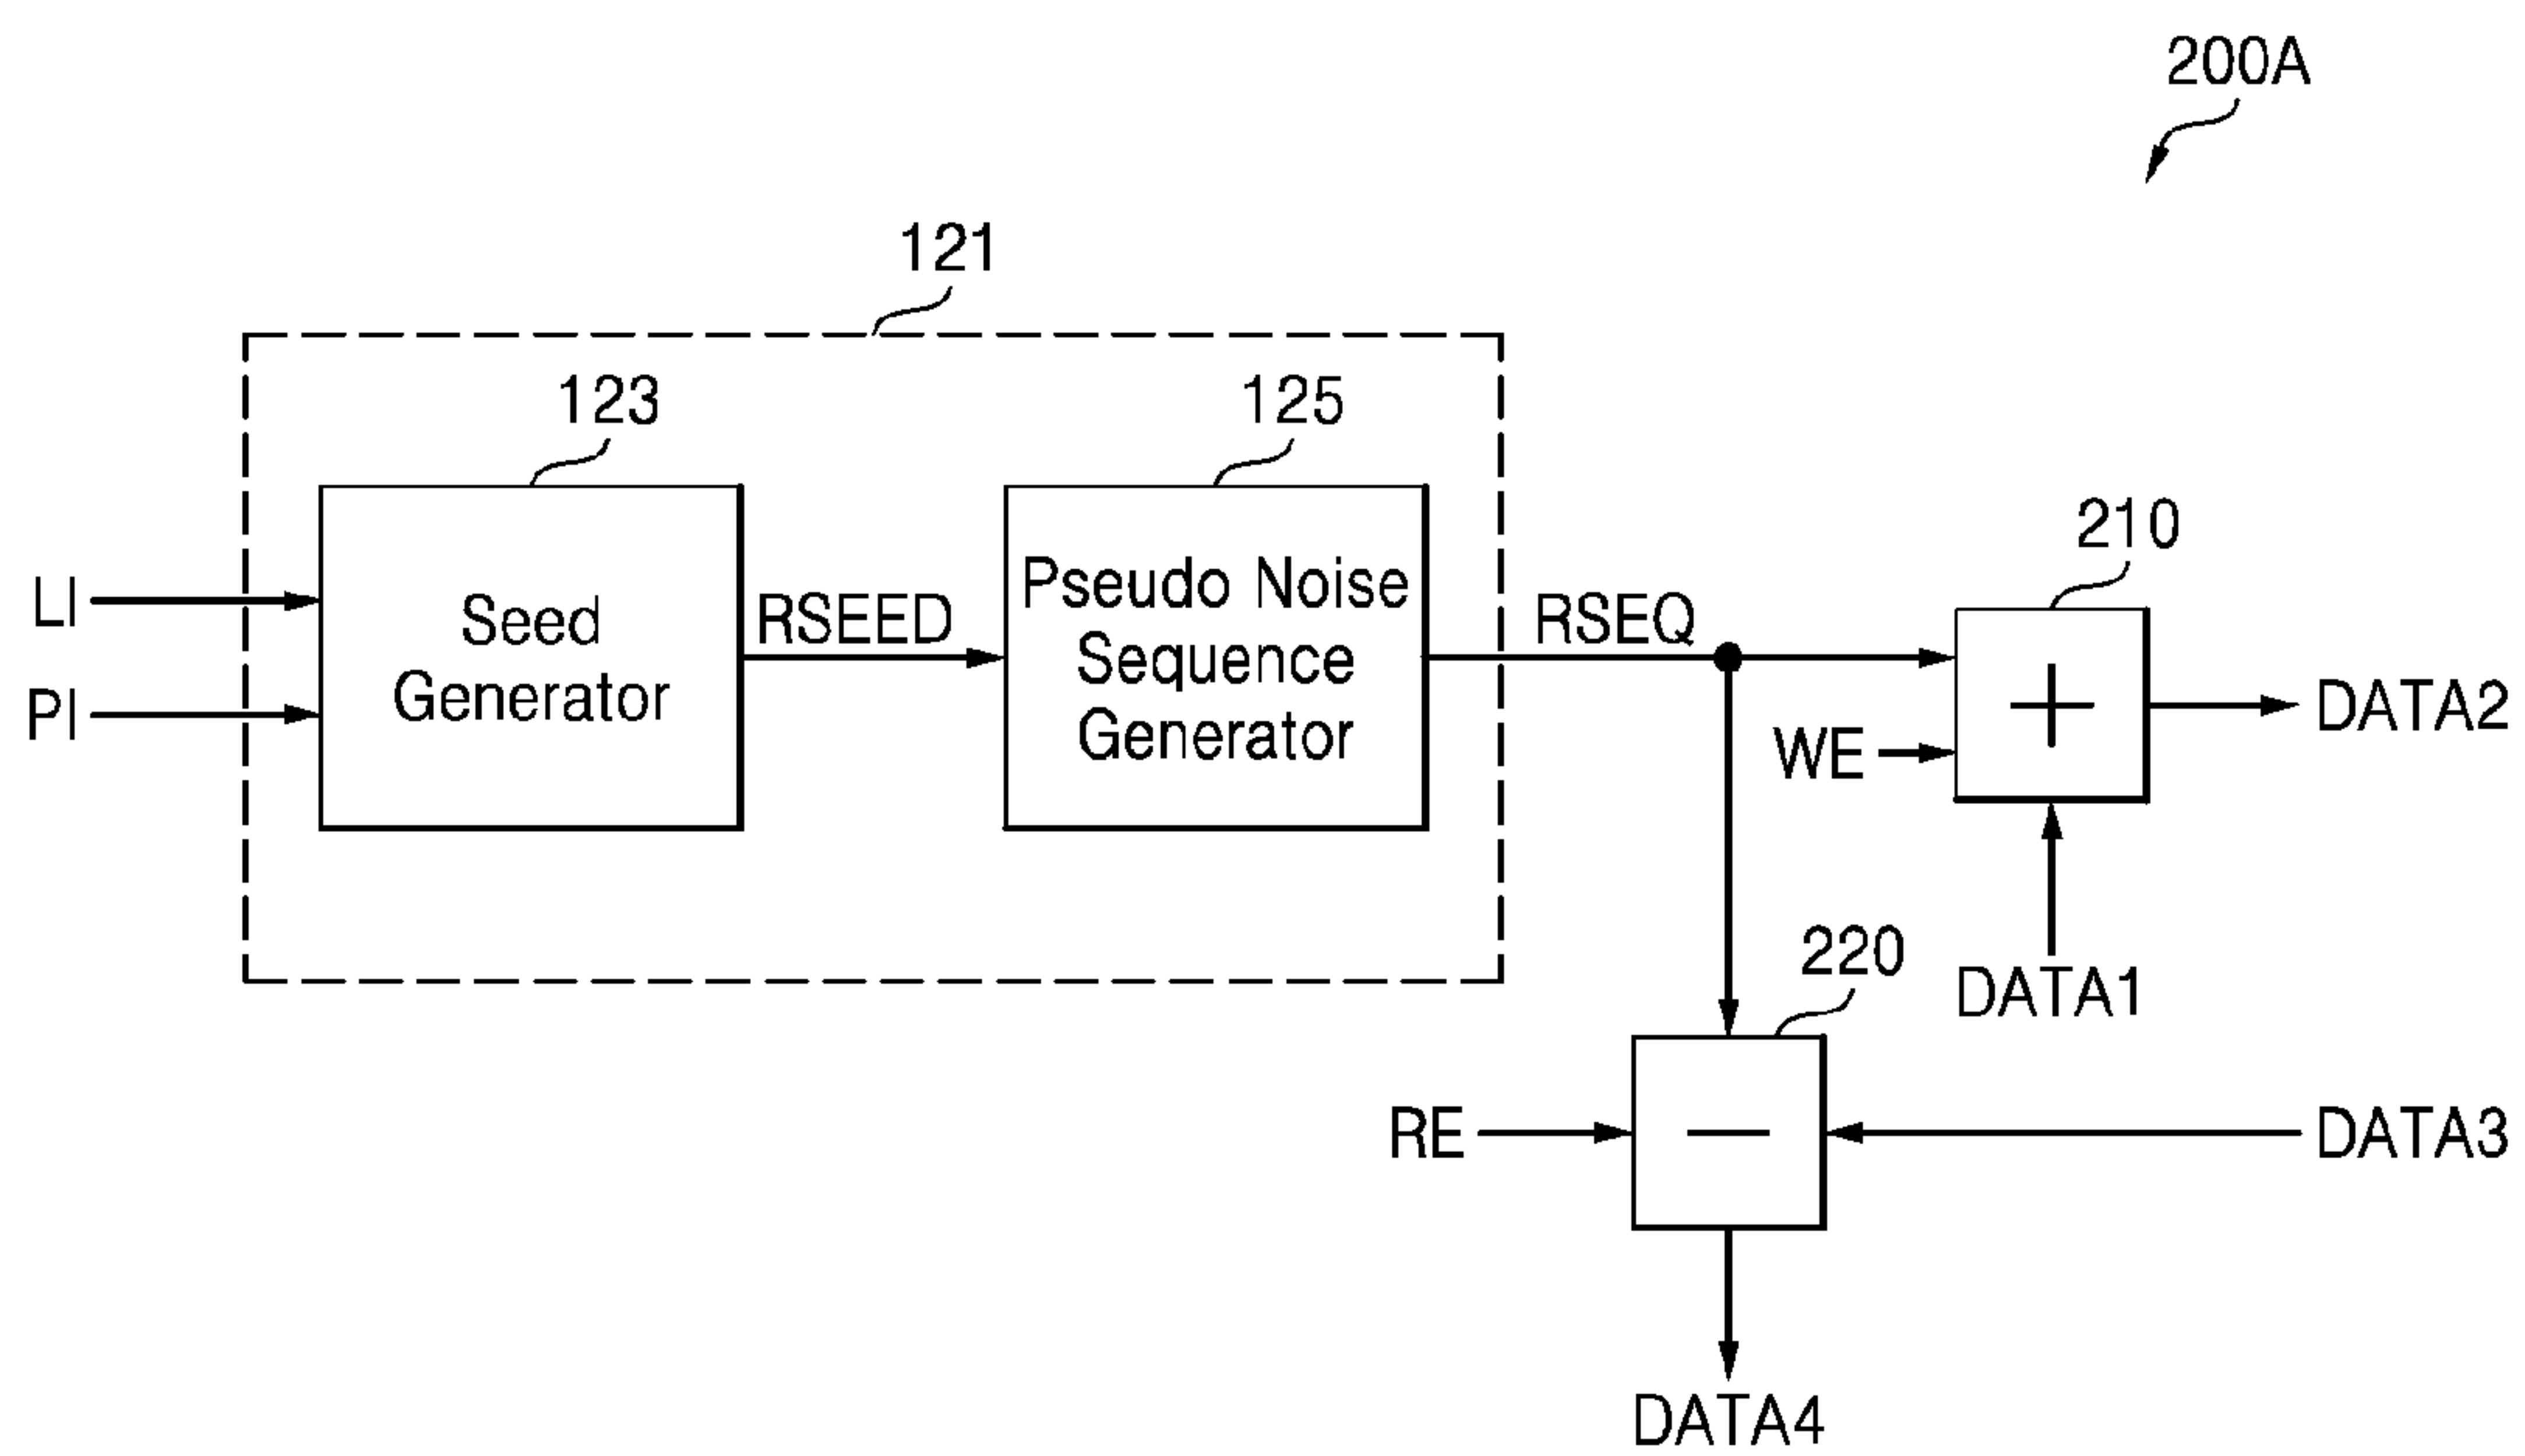 200A
121
123
125
210
Seed
Generator
Pseudo Noise
Sequence
Generator
LI
PI
RSEED
RSEQ
+
WE
DATA2
DATA1
220
RE
−
DATA3
DATA4